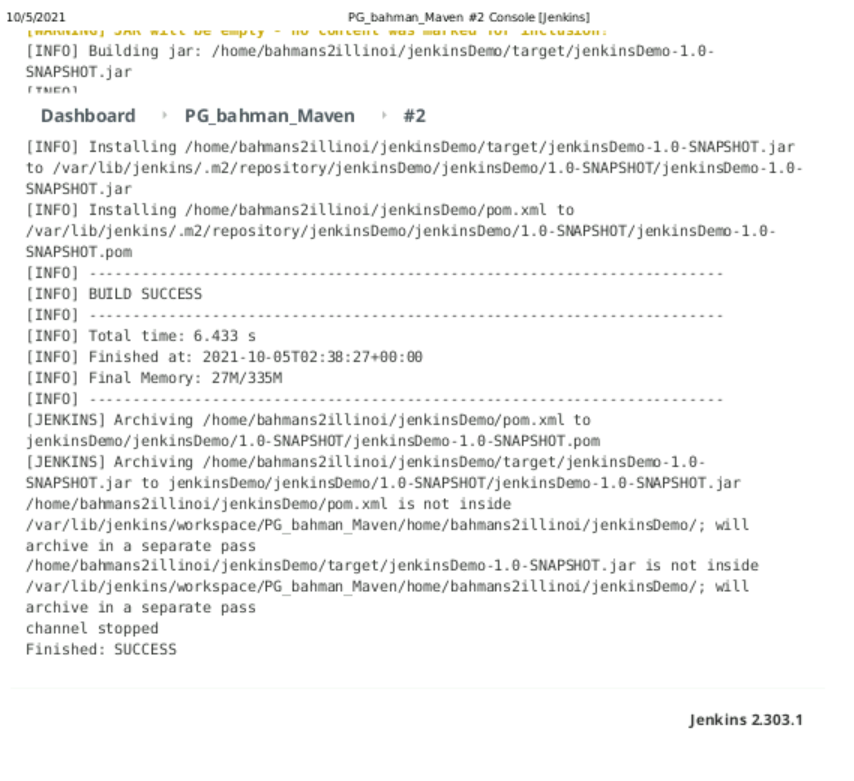 10/5/2021 PG_bahman_Maven #2 Console [Jenkins]
[WARNING] JAR will be empty - no content was marked for inclusion!
[INFO] Building jar: /home/bahmans2illinoi/jenkinsDemo/target/jenkinsDemo-1.0-
SNAPSHOT.jar
[INFO]
Dashboard PG_bahman_Maven #2
[INFO] Installing /home/bahmans2illinoi/jenkinsDemo/target/jenkinsDemo-1.0-SNAPSHOT.jar
to /var/lib/jenkins/.m2/repository/jenkinsDemo/jenkinsDemo/1.0-SNAPSHOT/jenkinsDemo-1.0-
SNAPSHOT.jar
[INFO] Installing /home/bahmans2illinoi/jenkinsDemo/pom.xml to
/var/lib/jenkins/.m2/repository/jenkinsDemo/jenkinsDemo/1.0-SNAPSHOT/jenkinsDemo-1.0-
SNAPSHOT.pom
[INFO] ------------------------------------------------------------------------
[INFO] BUILD SUCCESS
[INFO] ------------------------------------------------------------------------
[INFO] Total time: 6.433 s
[INFO] Finished at: 2021-10-05T02:38:27+00:00
[INFO] Final Memory: 27M/335M
[INFO] ------------------------------------------------------------------------
[JENKINS] Archiving /home/bahmans2illinoi/jenkinsDemo/pom.xml to
jenkinsDemo/jenkinsDemo/1.0-SNAPSHOT/jenkinsDemo-1.0-SNAPSHOT.pom
[JENKINS] Archiving /home/bahmans2illinoi/jenkinsDemo/target/jenkinsDemo-1.0-
SNAPSHOT.jar to jenkinsDemo/jenkinsDemo/1.0-SNAPSHOT/jenkinsDemo-1.0-SNAPSHOT.jar
/home/bahmans2illinoi/jenkinsDemo/pom.xml is not inside
/var/lib/jenkins/workspace/PG_bahman_Maven/home/bahmans2illinoi/jenkinsDemo/; will
archive in a separate pass
/home/bahmans2illinoi/jenkinsDemo/target/jenkinsDemo-1.0-SNAPSHOT.jar is not inside
/var/lib/jenkins/workspace/PG_bahman_Maven/home/bahmans2illinoi/jenkinsDemo/; will
archive in a separate pass
channel stopped
Finished: SUCCESS
Jenkins 2.303.1